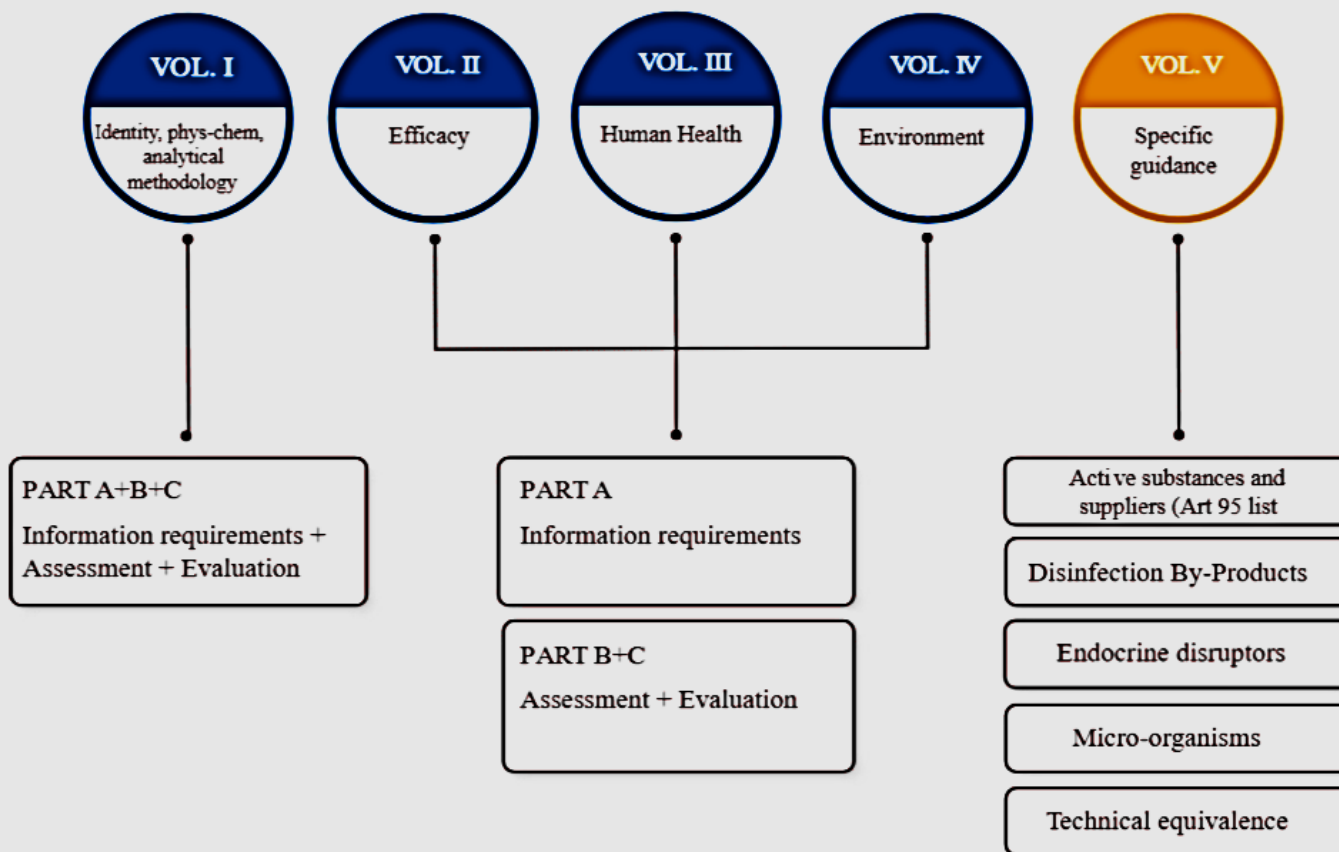 VOL. I
Identity, phys-chem,
analytical
methodology
VOL. II
Efficacy
VOL. III
Human Health
VOL. IV
Environment
VOL. V
Specific
guidance
PART A+B+C
Information requirements +
Assessment + Evaluation
PART A
Information requirements
PART B+C
Assessment + Evaluation
Active substances and
suppliers (Art 95 list
Disinfection By-Products
Endocrine disruptors
Micro-organisms
Technical equivalence